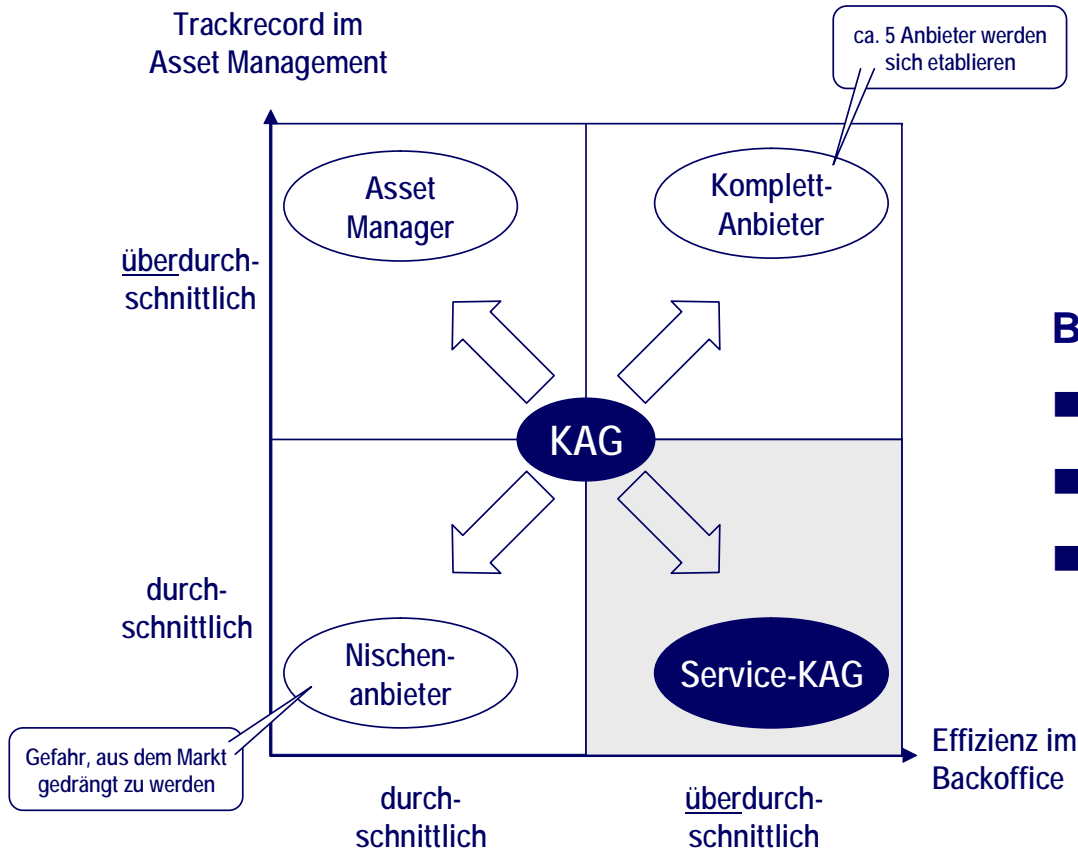 Trackrecord im
Asset Management
ca. 5 Anbieter werden
sich etablieren
Asset
Manager
Komplett-
Anbieter
überdurch-
schnittlich
B
KAG
durch-
schnittlich
Nischen-
anbieter
Service-KAG
Gefahr, aus dem Markt
gedrängt zu werden
Effizienz im
Backoffice
durch-
schnittlich
überdurch-
schnittlich